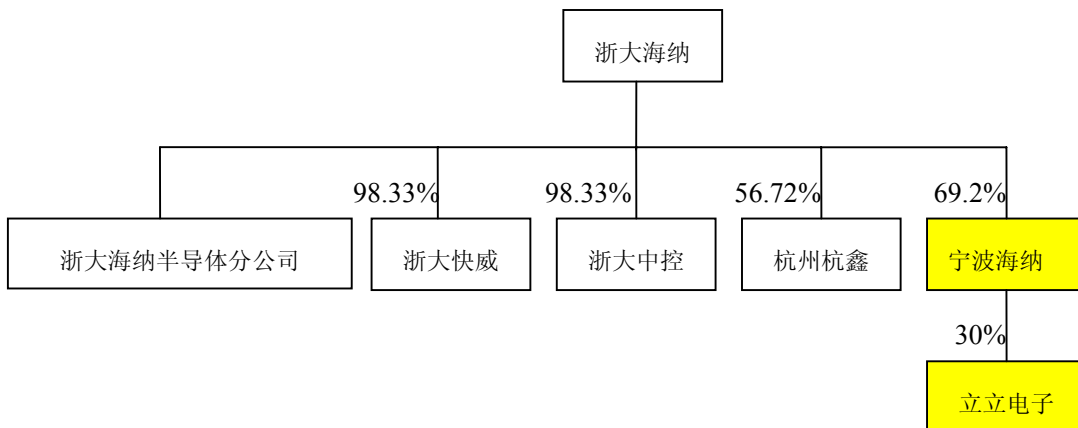 浙大海纳
98.33%
98.33%
56.72%
69.2%
浙大海纳半导体分公司
浙大快威
浙大中控
杭州杭鑫
宁波海纳
30%
立立电子